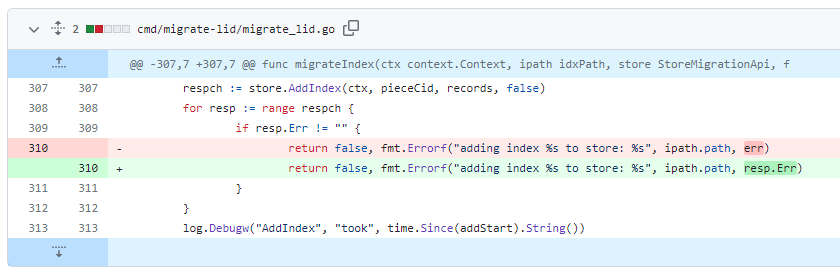 2 cmd/migrate-lid/migrate_lid.go
@@ -307,7 +307,7 @@ func migrateIndex(ctx context.Context, ipath idxPath, store StoreMigrationApi, f
307 307 respch := store.AddIndex(ctx, pieceCid, records, false)
308 308 for resp := range respch {
309 309 if resp.Err != "" {
310 - return false, fmt.Errorf("adding index %s to store: %s", ipath.path, err)
310 + return false, fmt.Errorf("adding index %s to store: %s", ipath.path, resp.Err)
311 311 }
312 312 }
313 313 log.Debugw("AddIndex", "took", time.Since(addStart).String())